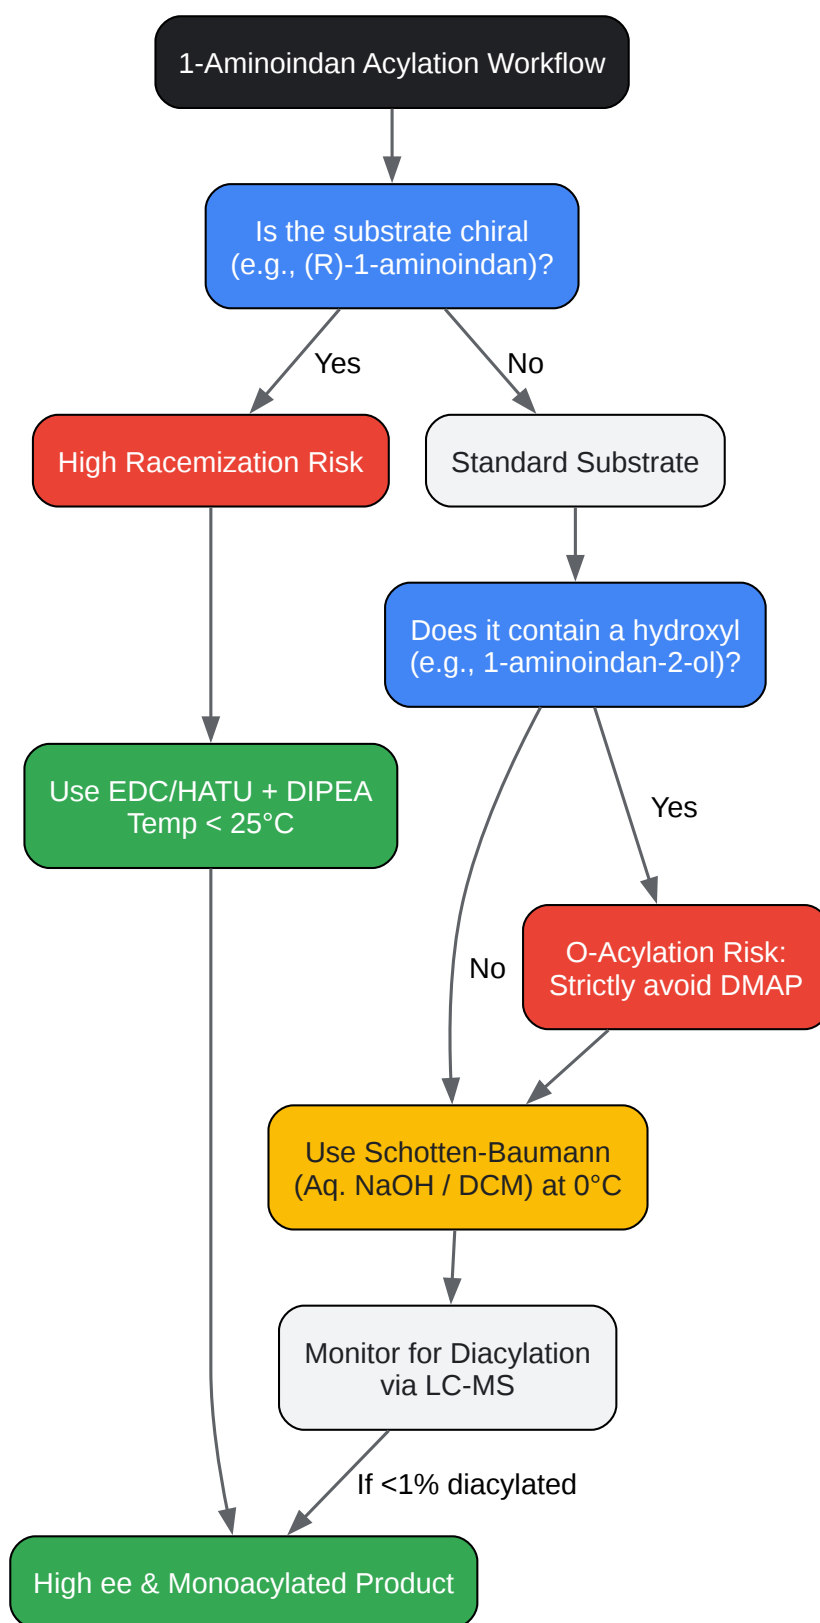 1-Aminoindan Acylation Workflow
Is the substrate chiral
(e.g., (R)-1-aminoindan)?
Yes
No
High Racemization Risk
Standard Substrate
Does it contain a hydroxyl
(e.g., 1-aminoindan-2-ol)?
Use EDC/HATU + DIPEA
Temp < 25°C
Yes
No
O-Acylation Risk:
Strictly avoid DMAP
Use Schotten-Baumann
(Aq. NaOH / DCM) at 0°C
Monitor for Diacylation
via LC-MS
If <1% diacylated
High ee & Monoacylated Product